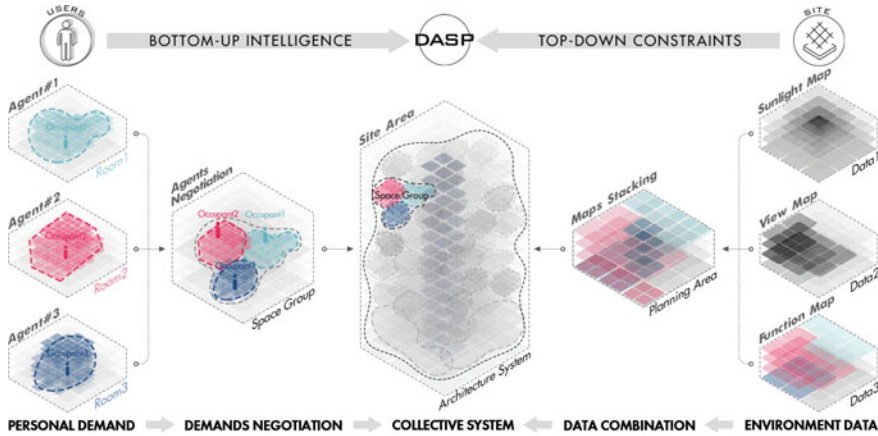 USERS
BOTTOM-UP INTELLIGENCE
DASP
TOP-DOWN CONSTRAINTS
SITE
Agent#1
Occupant1
Room1
Agent#2
Occupant2
Room2
Agent#3
Occupant3
Room3
Agents
Negotiation
Occupant2
Occupant1
Occupant3
Space Group
Site Area
Space Group
Architecture System
Maps Stacking
Planning Area
Sunlight Map
Data1
View Map
Data2
Function Map
Data3
PERSONAL DEMAND
DEMANDS NEGOTIATION
COLLECTIVE SYSTEM
DATA COMBINATION
ENVIRONMENT DATA